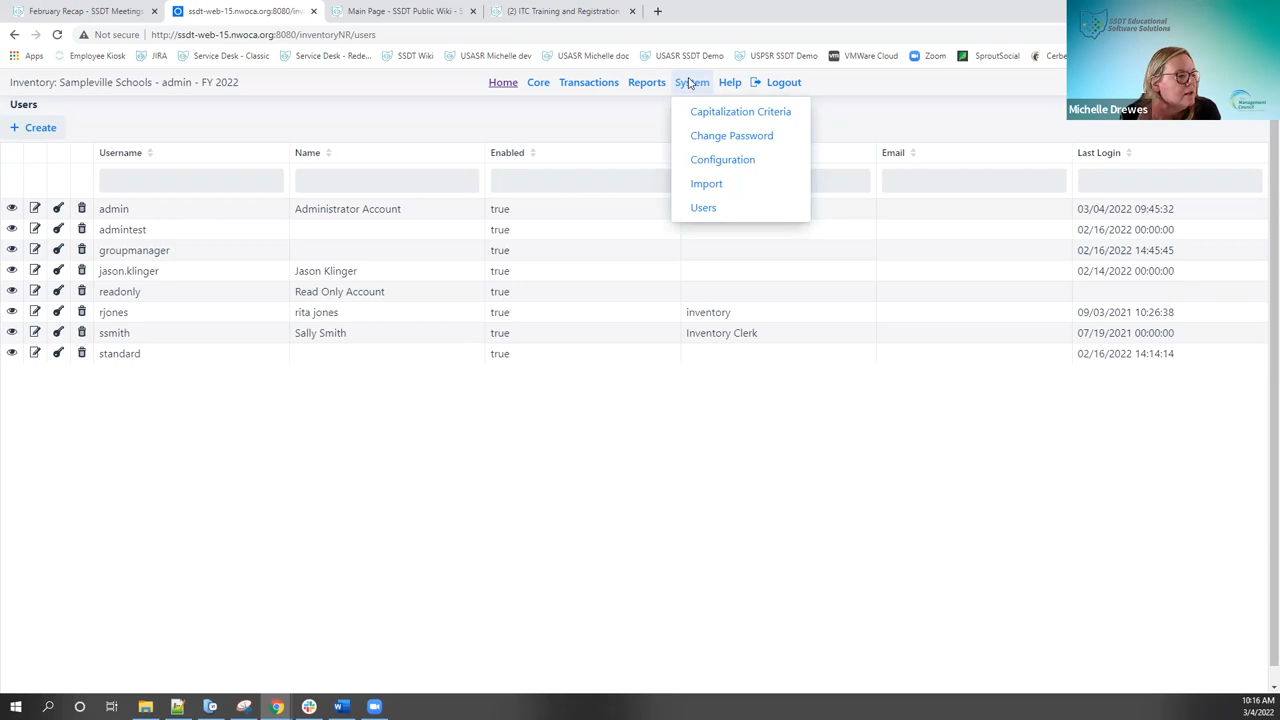 February Recap - SSDT Meetings
ssdt-web-15.nwoca.org:8080/inv
Main Page - SSDT Public Wiki - S
(2) ITC Training and Registration
Not secure | http://ssdt-web-15.nwoca.org:8080/inventoryNR/users
Apps
Employee Kiosk
JIRA
Service Desk - Classic
Service Desk - Rede...
SSDT Wiki
USASR Michelle dev
USASR Michelle doc
USASR SSDT Demo
USPSR SSDT Demo
VMWare Cloud
Zoom
SproutSocial
Cerbe
SSDT Educational
Software Solutions
Management
Council
Michelle Drewes
Inventory: Sampleville Schools - admin - FY 2022
Home Core Transactions Reports System Help Logout
Users
+ Create
Capitalization Criteria
Change Password
Configuration
Import
Users
Username Name Enabled Email Last Login
admin Administrator Account true 03/04/2022 09:45:32
admintest true 02/16/2022 00:00:00
groupmanager true 02/16/2022 14:45:45
jason.klinger Jason Klinger true 02/14/2022 00:00:00
readonly Read Only Account true
rjones rita jones true inventory 09/03/2021 10:26:38
ssmith Sally Smith true Inventory Clerk 07/19/2021 00:00:00
standard true 02/16/2022 14:14:14
10:16 AM
3/4/2022